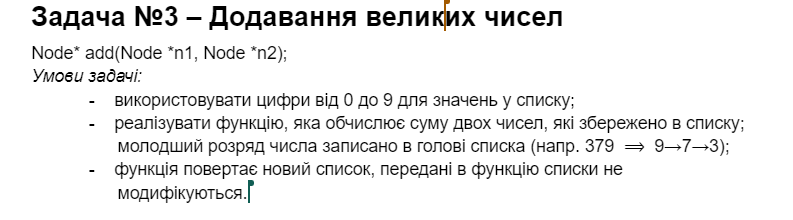 Задача №3 – Додавання великих чисел
Node* add(Node *n1, Node *n2);
Умови задачі:
- використовувати цифри від 0 до 9 для значень у списку;
- реалізувати функцію, яка обчислює суму двох чисел, які збережено в списку;
молодший розряд числа записано в голові списка (напр. 379 ⟹ 9→7→3);
- функція повертає новий список, передані в функцію списки не
модифікуються.